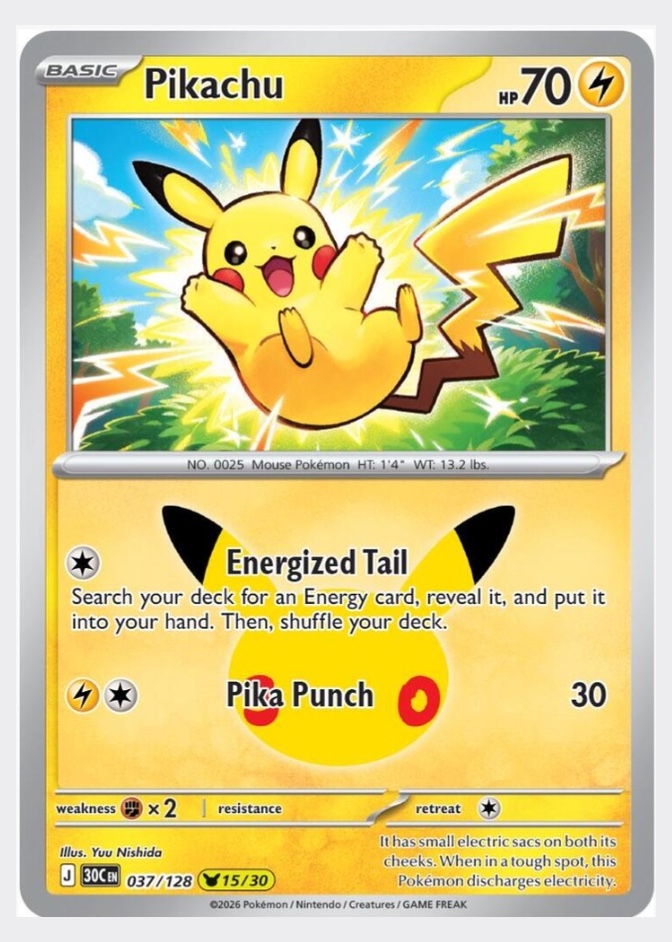 BASIC
Pikachu
HP 70
NO. 0025 Mouse Pokémon HT: 1'4" WT: 13.2 lbs.
Energized Tail
Search your deck for an Energy card, reveal it, and put it
into your hand. Then, shuffle your deck.
Pika Punch 30
weakness ×2 resistance retreat
Illus. Yuu Nishida
It has small electric sacs on both its
cheeks. When in a tough spot, this
Pokémon discharges electricity.
J 30C EN 037/128 15/30
©2026 Pokémon / Nintendo / Creatures / GAME FREAK